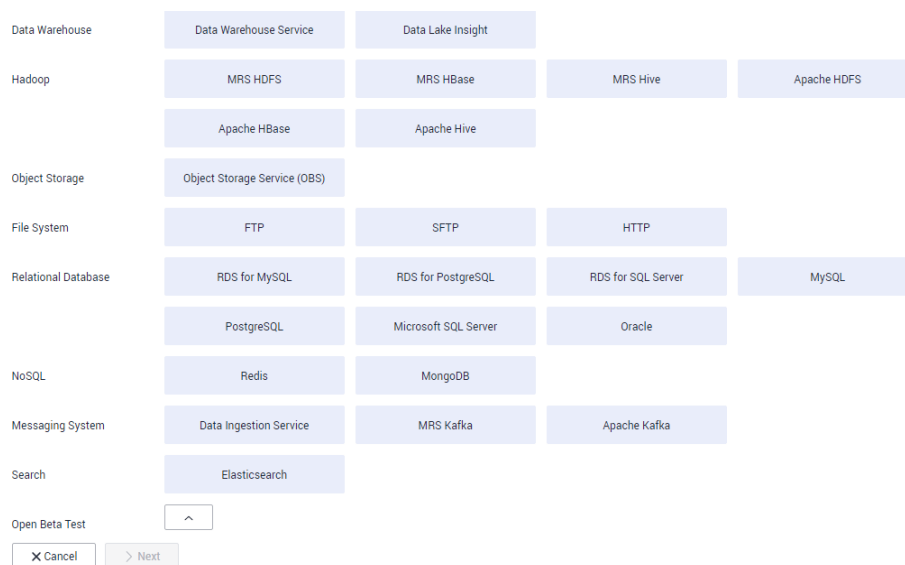 Data Warehouse Data Warehouse Service Data Lake Insight
Hadoop MRS HDFS MRS HBase MRS Hive Apache HDFS
Apache HBase Apache Hive
Object Storage Object Storage Service (OBS)
File System FTP SFTP HTTP
Relational Database RDS for MySQL RDS for PostgreSQL RDS for SQL Server MySQL
PostgreSQL Microsoft SQL Server Oracle
NoSQL Redis MongoDB
Messaging System Data Ingestion Service MRS Kafka Apache Kafka
Search Elasticsearch
Open Beta Test
Cancel Next